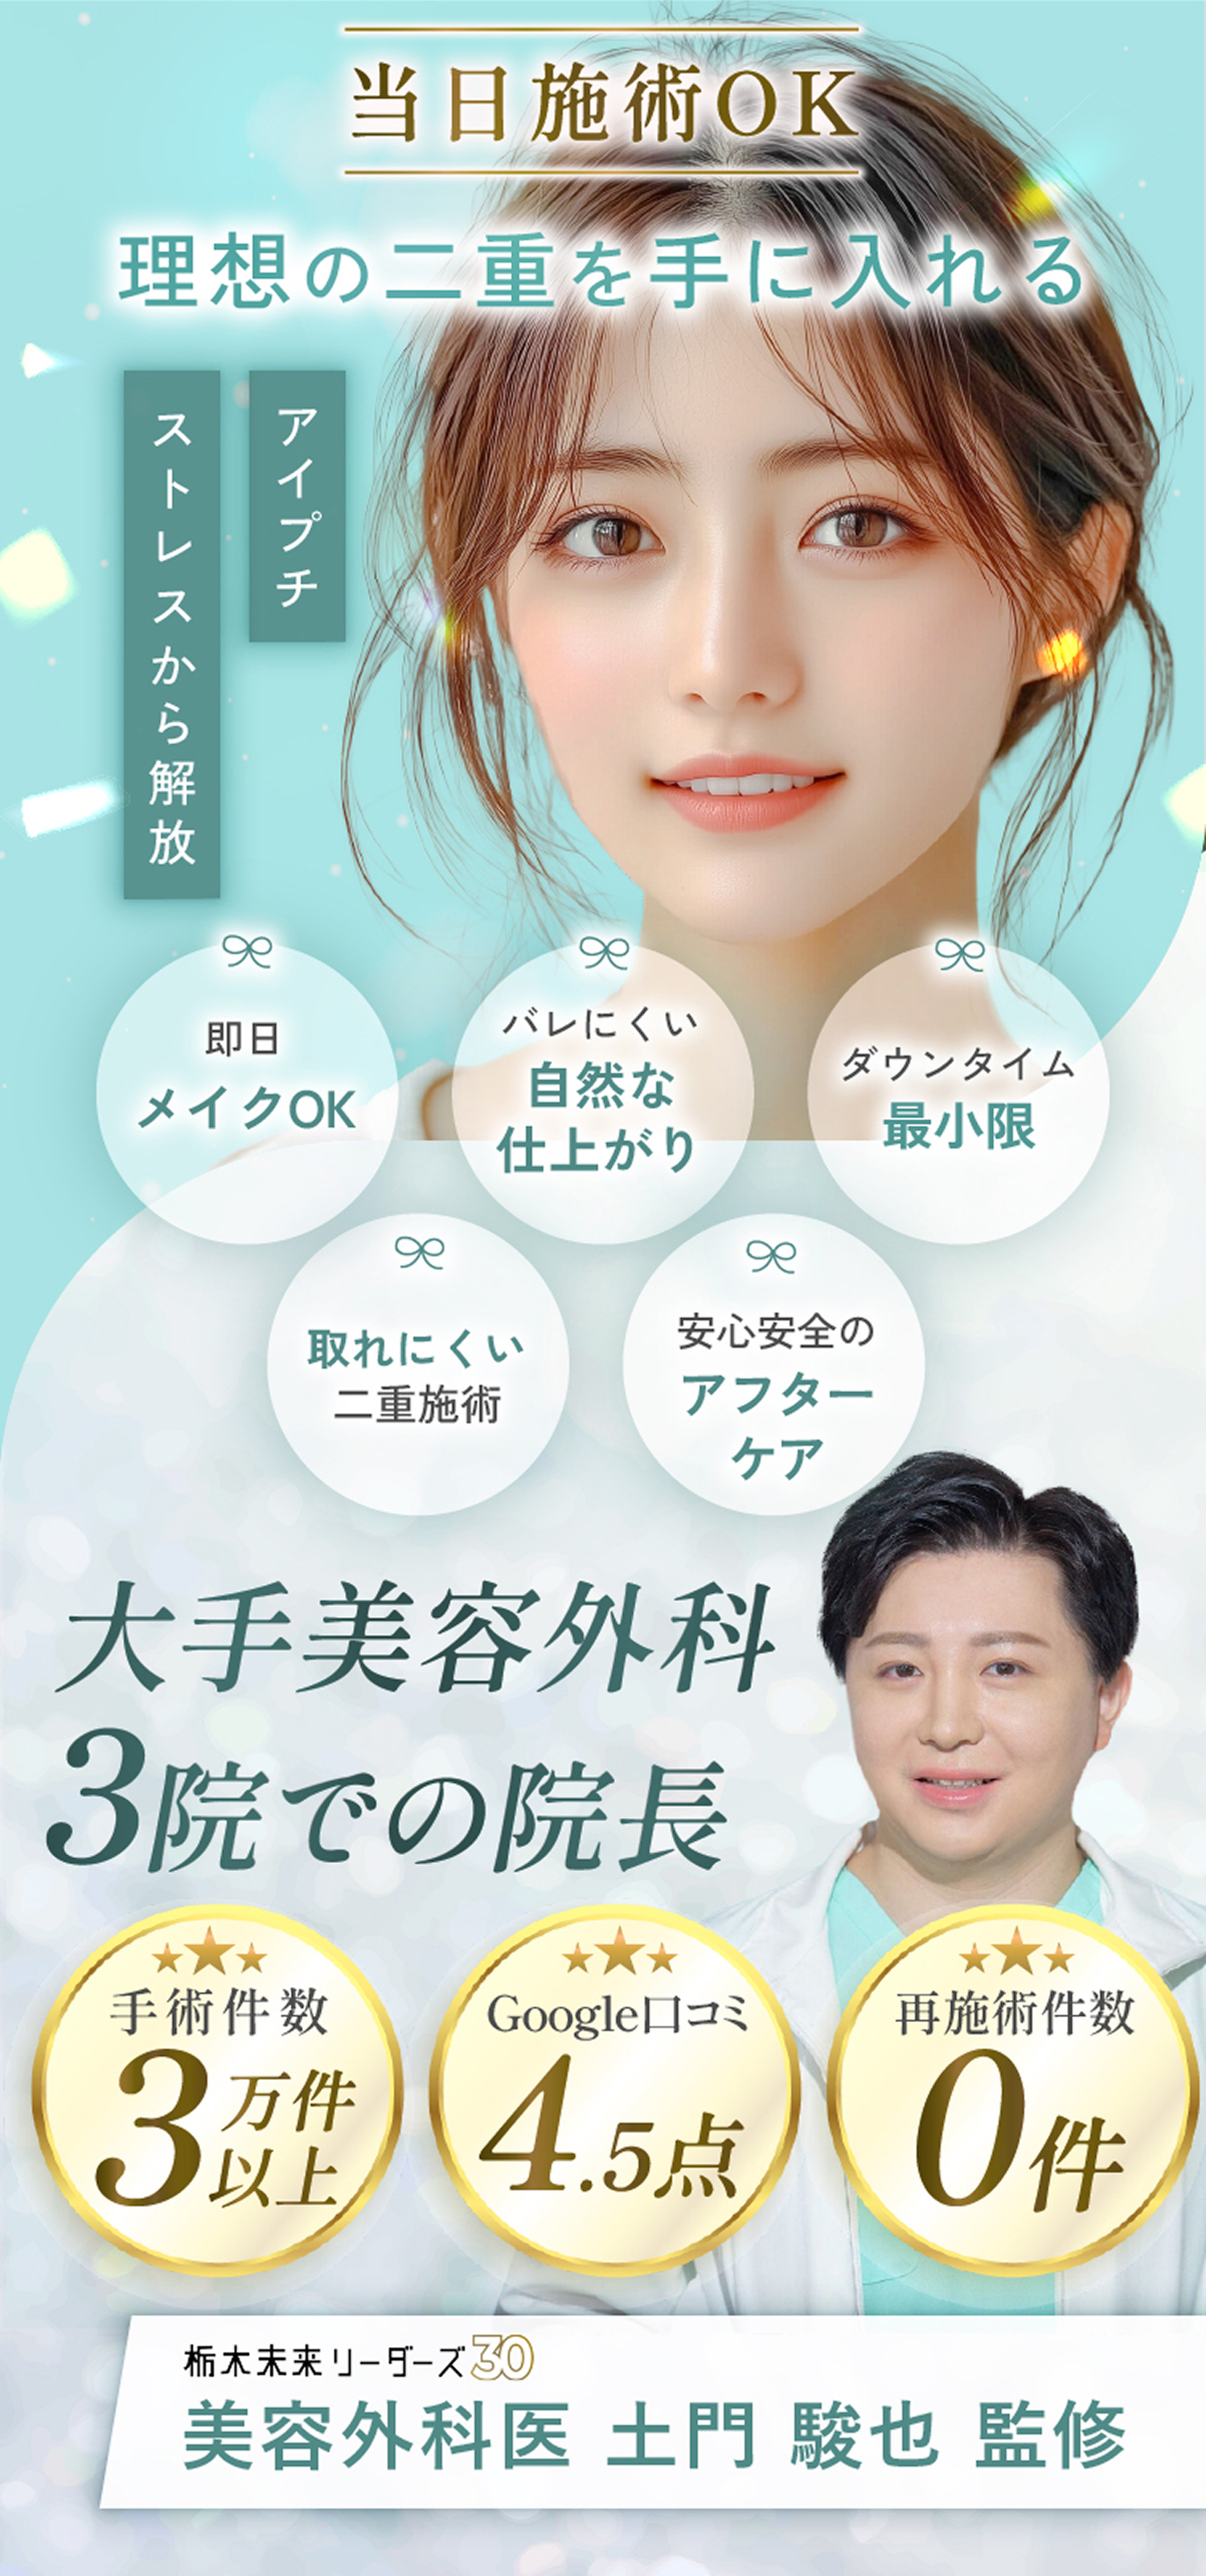 当日施術OK
理想の二重を手に入れる
アイプチ
ストレスから解放
即日
メイクOK
バレにくい
自然な
仕上がり
ダウンタイム
最小限
取れにくい
二重施術
安心安全の
アフター
ケア
大手美容外科
3院での院長
手術件数
3万件
以上
Google口コミ
4.5点
再施術件数
0件
栃木未来リーダーズ30
美容外科医 土門 駿也 監修